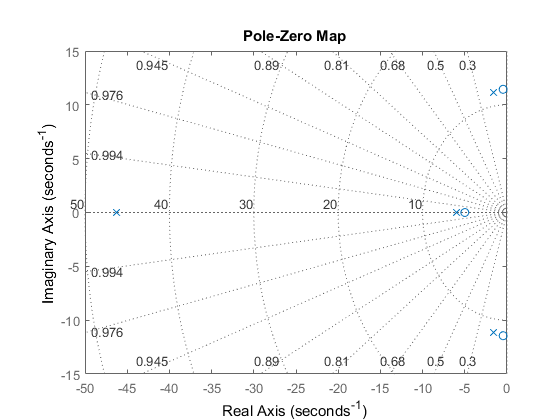 Pole-Zero Map
15
0.945 0.89 0.81 0.68 0.5 0.3
0.976
10
0.994
5
50 40 30 20 10
0
0.994
-5
0.976
-10
0.945 0.89 0.81 0.68 0.5 0.3
-15
-50 -45 -40 -35 -30 -25 -20 -15 -10 -5 0
Real Axis (seconds⁻¹)
Imaginary Axis (seconds⁻¹)